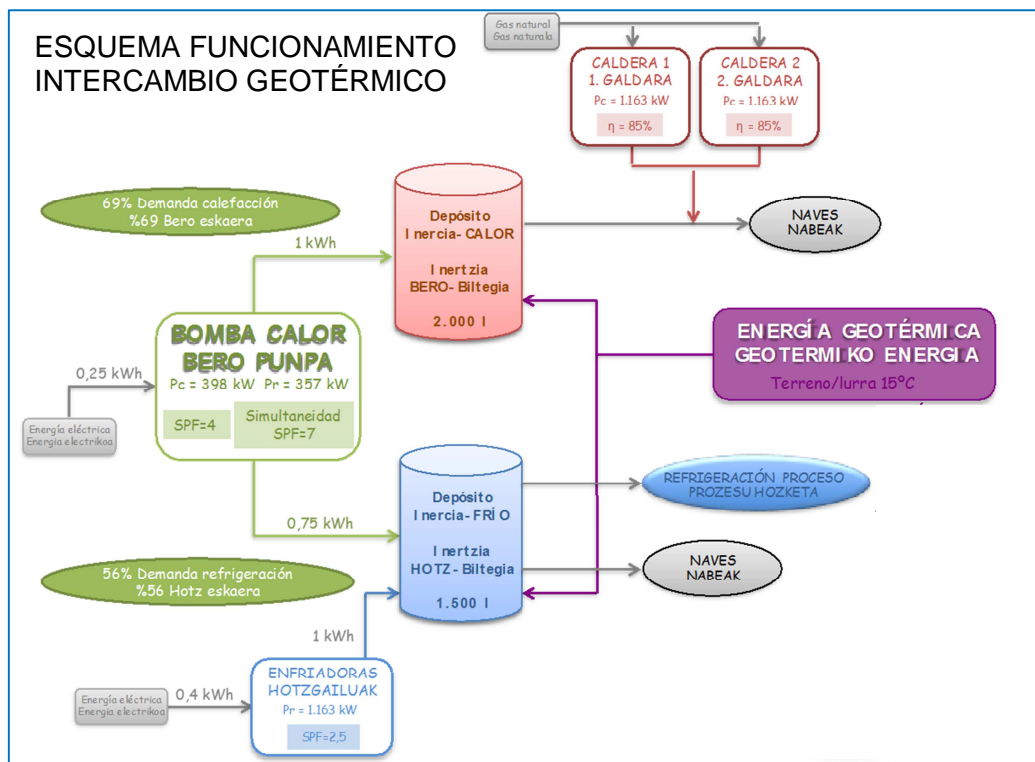 ESQUEMA FUNCIONAMIENTO
INTERCAMBIO GEOTÉRMICO
Gas natural
Gas naturala
CALDERA 1
1. GALDARA
Pc = 1.163 kW
η = 85%
CALDERA 2
2. GALDARA
Pc = 1.163 kW
η = 85%
69% Demanda calefacción
%69 Bero eskaera
1 kWh
Depósito
Inercia- CALOR
Inertzia
BERO- Biltegia
2.000 l
NAVES
NABEAK
BOMBA CALOR
BERO PUNPA
Pc = 398 kW Pr = 357 kW
SPF=4
Simultaneidad
SPF=7
0,25 kWh
Energía eléctrica
Energia elektrikoa
ENERGÍA GEOTÉRMICA
GEOTERMIKO ENERGIA
Terreno/lurra 15ºC
0,75 kWh
Depósito
Inercia-FRÍO
Inertzia
HOTZ- Biltegia
1.500 l
REFRIGERACIÓN PROCESO
PROZESU HOZKETA
NAVES
NABEAK
56% Demanda refrigeración
%56 Hotz eskaera
1 kWh
Energía eléctrica
Energia elektrikoa
0,4 kWh
ENFRIADORAS
HOTZGAILUAK
Pr = 1.163 kW
SPF=2,5